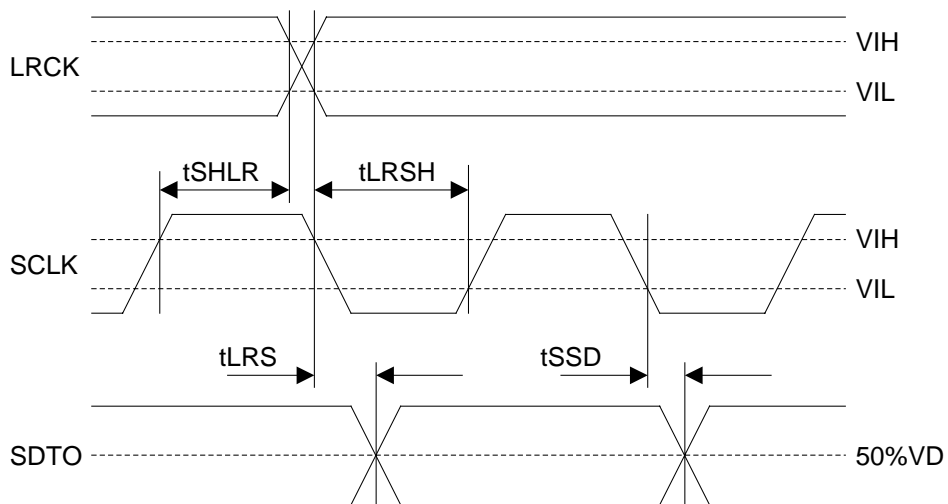 LRCK
VIH
VIL
tSHLR
tLRSH
SCLK
VIH
VIL
tLRS
tSSD
SDTO
50%VD